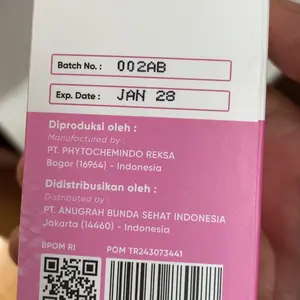 Batch No. : 002AB
Exp. Date : JAN 28
Diproduksi oleh :
Manufactured by :
PT. PHYTOCHEMINDO REKSA
Bogor (16964) - Indonesia
Didistribusikan oleh :
Distributed by :
PT. ANUGRAH BUNDA SEHAT INDONESIA
Jakarta (14460) - Indonesia
BPOM RI
POM TR243073441